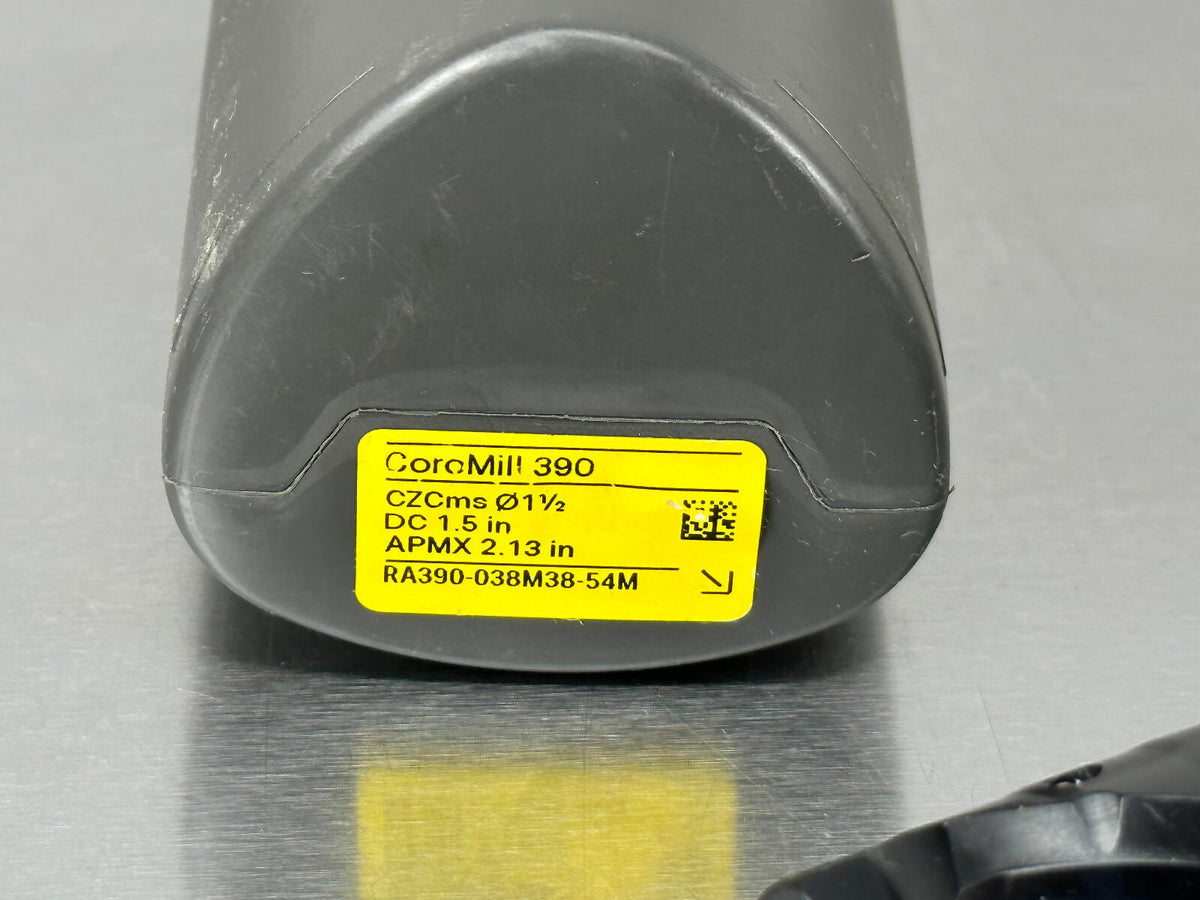 CoroMill 390
CZCms Ø1½
DC 1.5 in
APMX 2.13 in
RA390-038M38-54M